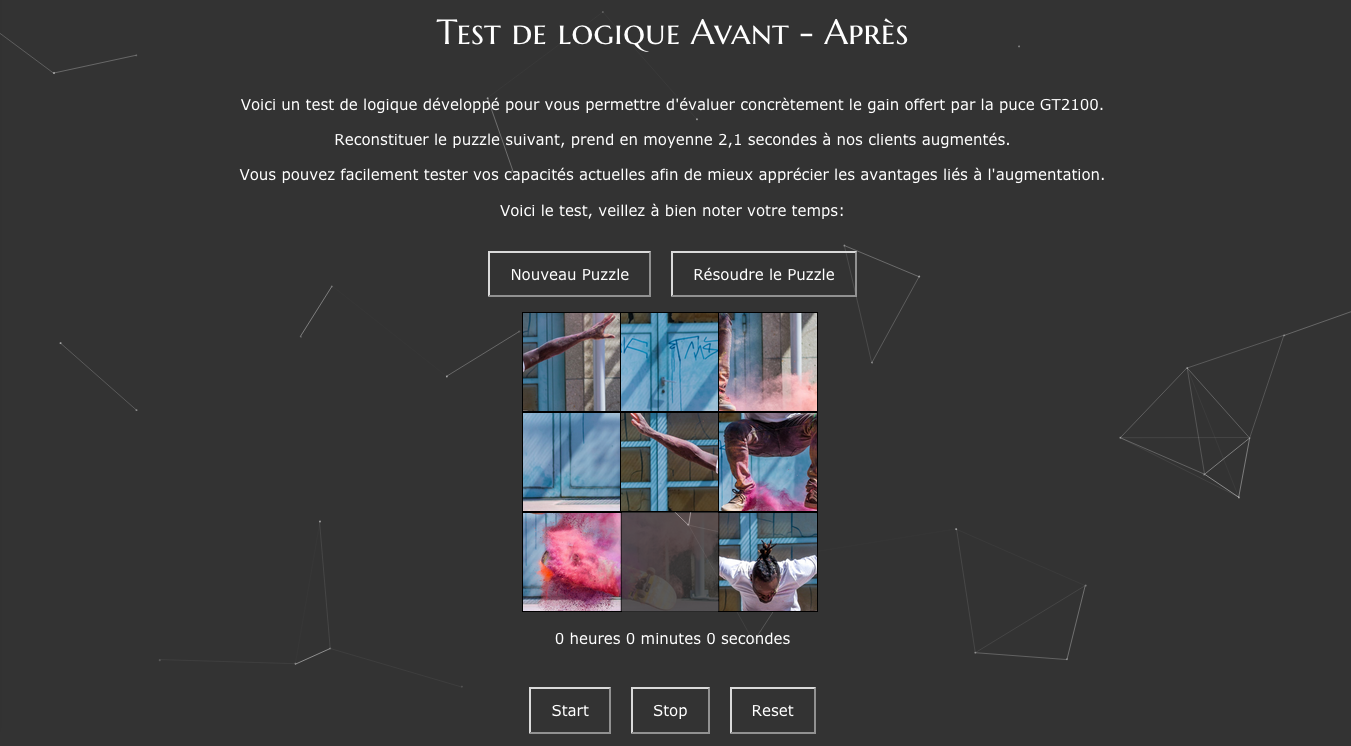 Test de logique Avant - Après
Voici un test de logique développé pour vous permettre d'évaluer concrètement le gain offert par la puce GT2100.
Reconstituer le puzzle suivant, prend en moyenne 2,1 secondes à nos clients augmentés.
Vous pouvez facilement tester vos capacités actuelles afin de mieux apprécier les avantages liés à l'augmentation.
Voici le test, veillez à bien noter votre temps:
Nouveau Puzzle
Résoudre le Puzzle
0 heures 0 minutes 0 secondes
Start
Stop
Reset